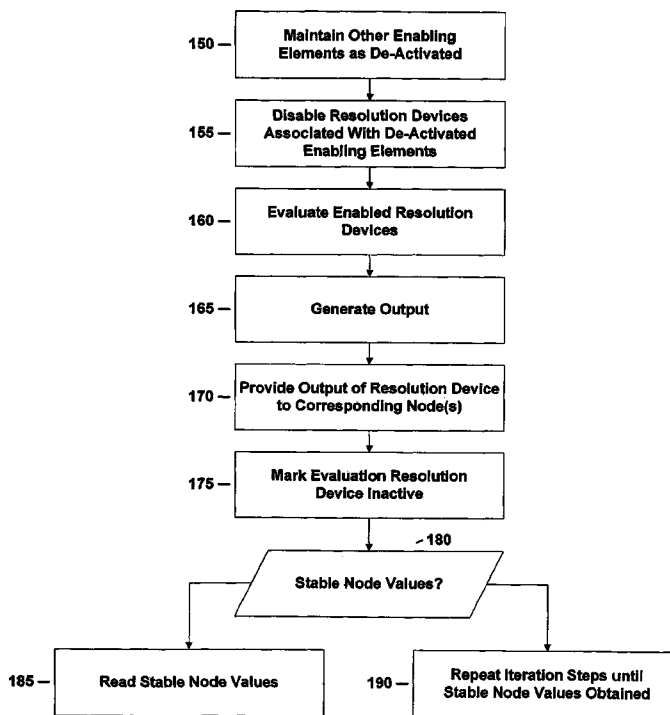 150
Maintain Other Enabling
Elements as De-Activated
155
Disable Resolution Devices
Associated With De-Activated
Enabling Elements
160
Evaluate Enabled Resolution
Devices
165
Generate Output
170
Provide Output of Resolution Device
to Corresponding Node(s)
175
Mark Evaluation Resolution
Device Inactive
180
Stable Node Values?
185
Read Stable Node Values
190
Repeat Iteration Steps until
Stable Node Values Obtained